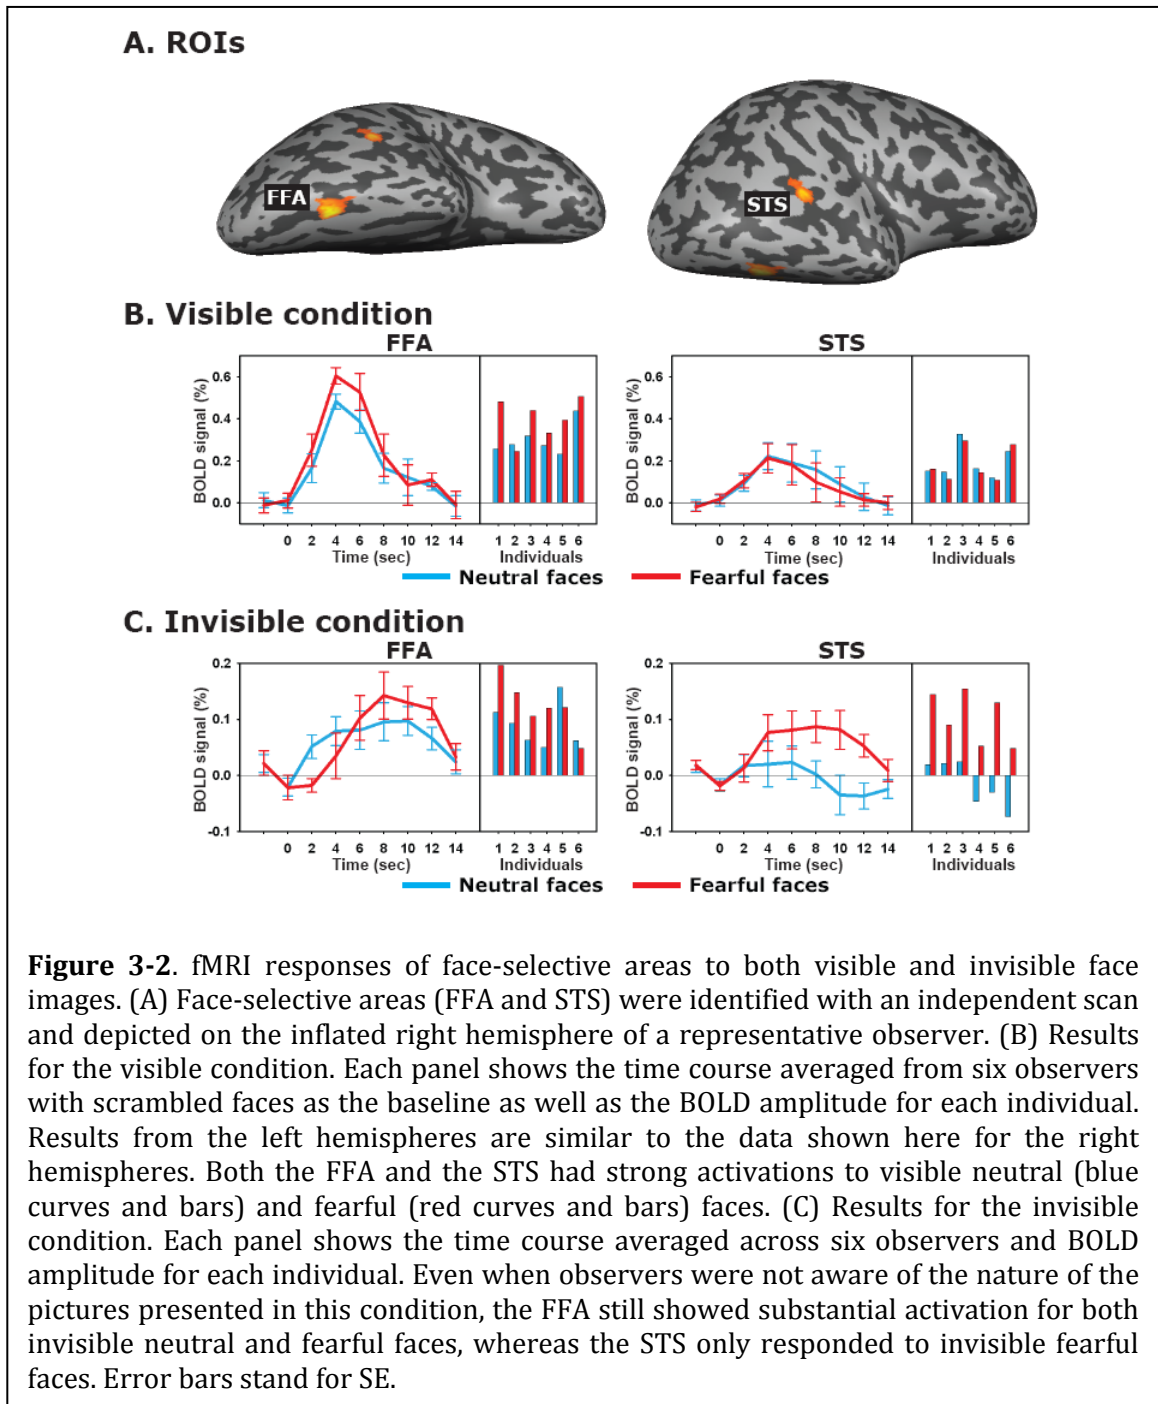 A. ROIs
FFA
STS
B. Visible condition
FFA
STS
BOLD signal (%)
0.6
0.4
0.2
0.0
0 2 4 6 8 10 12 14
Time (sec)
1 2 3 4 5 6
Individuals
BOLD signal (%)
0.6
0.4
0.2
0.0
0 2 4 6 8 10 12 14
Time (sec)
1 2 3 4 5 6
Individuals
Neutral faces
Fearful faces
C. Invisible condition
FFA
STS
BOLD signal (%)
0.2
0.1
0.0
-0.1
0 2 4 6 8 10 12 14
Time (sec)
1 2 3 4 5 6
Individuals
BOLD signal (%)
0.2
0.1
0.0
-0.1
0 2 4 6 8 10 12 14
Time (sec)
1 2 3 4 5 6
Individuals
Neutral faces
Fearful faces
Figure 3-2. fMRI responses of face-selective areas to both visible and invisible face
images. (A) Face-selective areas (FFA and STS) were identified with an independent scan
and depicted on the inflated right hemisphere of a representative observer. (B) Results
for the visible condition. Each panel shows the time course averaged from six observers
with scrambled faces as the baseline as well as the BOLD amplitude for each individual.
Results from the left hemispheres are similar to the data shown here for the right
hemispheres. Both the FFA and the STS had strong activations to visible neutral (blue
curves and bars) and fearful (red curves and bars) faces. (C) Results for the invisible
condition. Each panel shows the time course averaged across six observers and BOLD
amplitude for each individual. Even when observers were not aware of the nature of the
pictures presented in this condition, the FFA still showed substantial activation for both
invisible neutral and fearful faces, whereas the STS only responded to invisible fearful
faces. Error bars stand for SE.